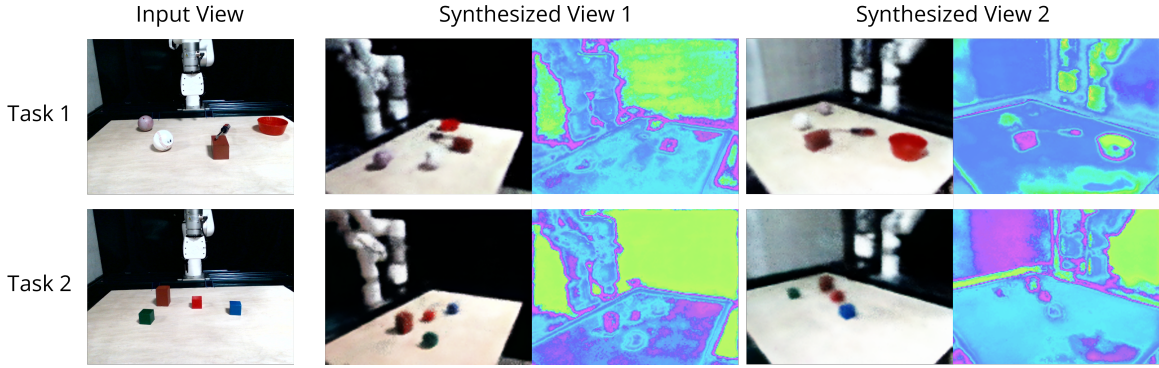 Input View
Synthesized View 1
Synthesized View 2
Task 1
Task 2